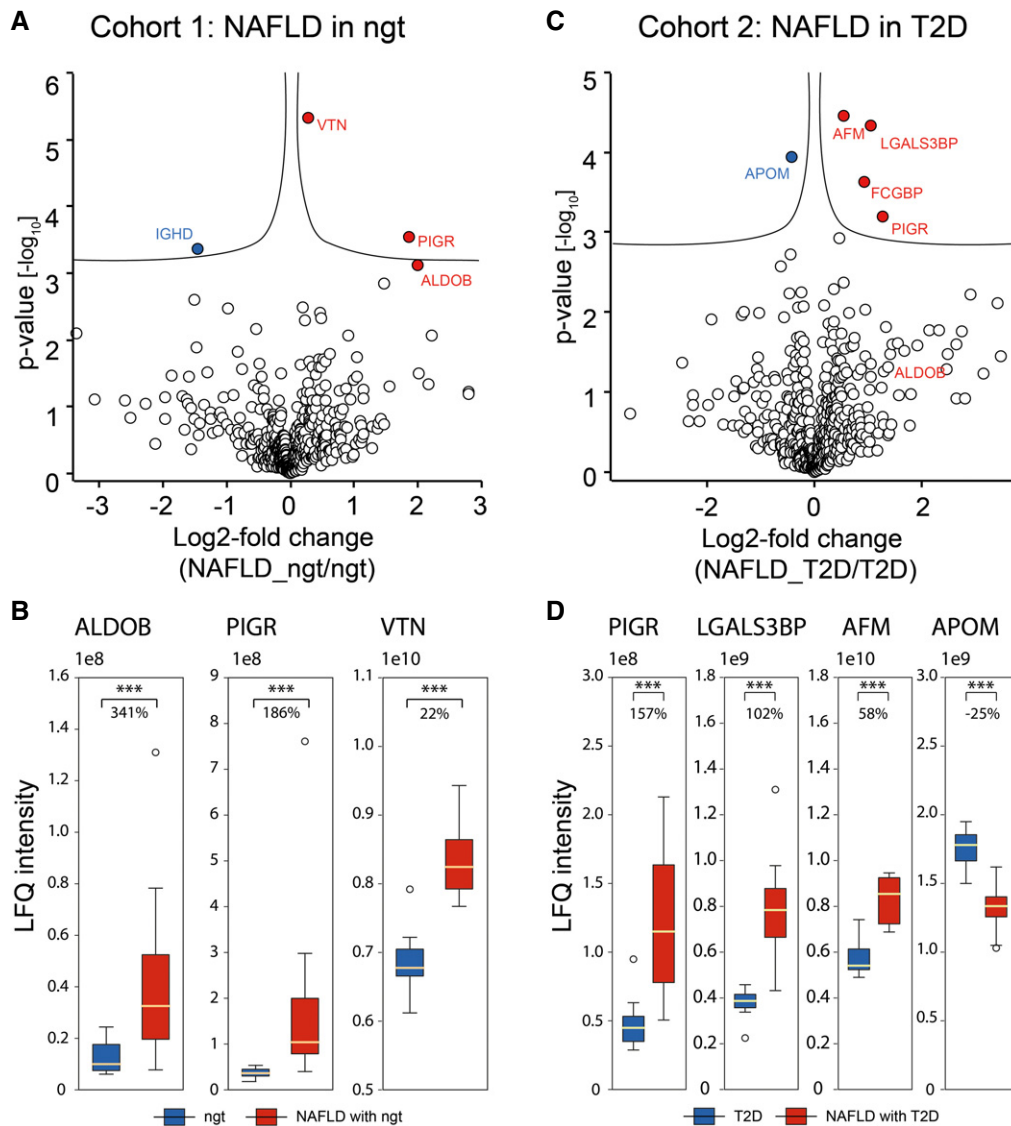 A
Cohort 1: NAFLD in ngt
6
5
4
3
2
1
0
p-value [-log10]
VTN
IGHD
PIGR
ALDOB
-3
-2
-1
0
1
2
3
Log2-fold change
(NAFLD_ngt/ngt)
C
Cohort 2: NAFLD in T2D
5
4
3
2
1
0
p-value [-log10]
AFM
LGALS3BP
APOM
FCGBP
PIGR
ALDOB
-2
0
2
Log2-fold change
(NAFLD_T2D/T2D)
B
LFQ intensity
ALDOB
1e8
1.6
1.4
1.2
1.0
0.8
0.6
0.4
0.2
0
***
341%
PIGR
1e8
9
8
7
6
5
4
3
2
1
0
***
186%
VTN
1e10
1.0
0.9
0.8
0.7
0.6
0.5
***
22%
ngt
NAFLD with ngt
D
LFQ intensity
PIGR
1e8
3.0
2.5
2.0
1.5
1.0
0.5
0
***
157%
LGALS3BP
1e9
1.8
1.6
1.4
1.2
1.0
0.8
0.6
0.4
0.2
0
***
102%
AFM
1e10
1.8
1.6
1.4
1.2
1.0
0.8
0.6
0.4
0.2
0
***
58%
APOM
1e9
3.0
2.5
2.0
1.5
1.0
0.5
0
***
-25%
T2D
NAFLD with T2D